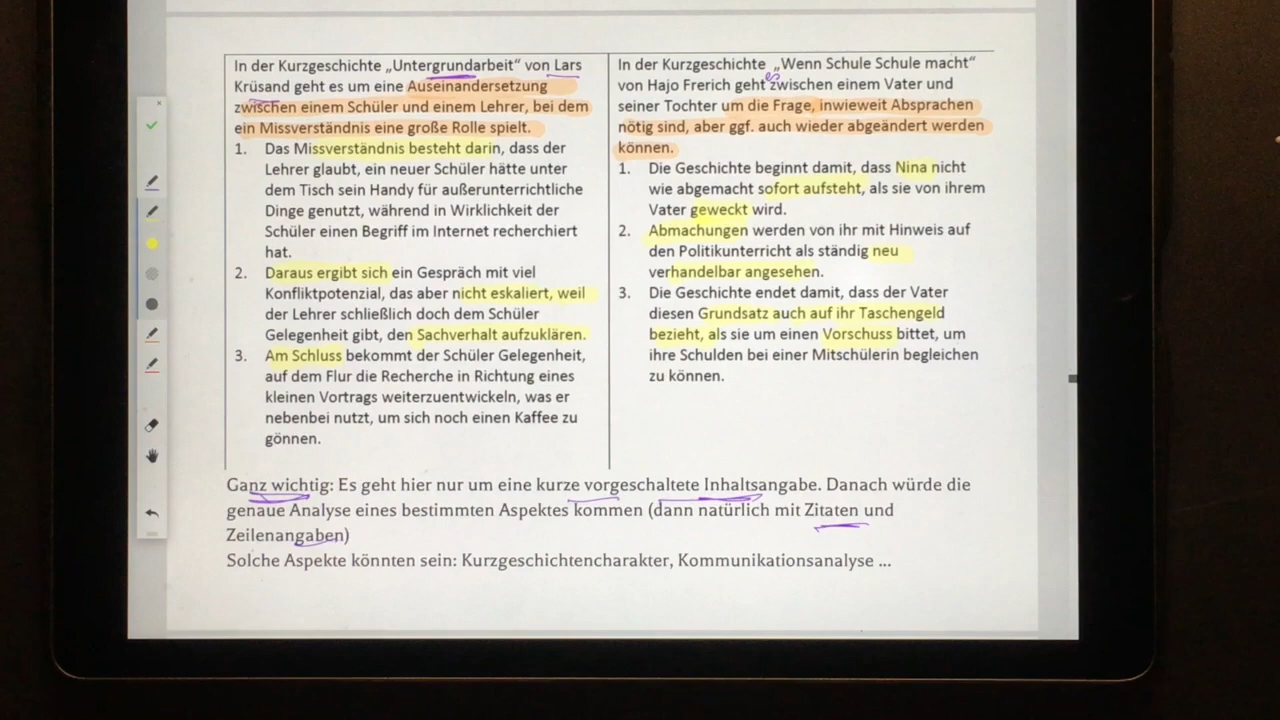 In der Kurzgeschichte „Untergrundarbeit“ von Lars
Krüsand geht es um eine Auseinandersetzung
zwischen einem Schüler und einem Lehrer, bei dem
ein Missverständnis eine große Rolle spielt.
1. Das Missverständnis besteht darin, dass der
Lehrer glaubt, ein neuer Schüler hätte unter
dem Tisch sein Handy für außerunterrichtliche
Dinge genutzt, während in Wirklichkeit der
Schüler einen Begriff im Internet recherchiert
hat.
2. Daraus ergibt sich ein Gespräch mit viel
Konfliktpotenzial, das aber nicht eskaliert, weil
der Lehrer schließlich doch dem Schüler
Gelegenheit gibt, den Sachverhalt aufzuklären.
3. Am Schluss bekommt der Schüler Gelegenheit,
auf dem Flur die Recherche in Richtung eines
kleinen Vortrags weiterzuentwickeln, was er
nebenbei nutzt, um sich noch einen Kaffee zu
gönnen.
In der Kurzgeschichte „Wenn Schule Schule macht“
von Hajo Frerich geht es zwischen einem Vater und
seiner Tochter um die Frage, inwieweit Absprachen
nötig sind, aber ggf. auch wieder abgeändert werden
können.
1. Die Geschichte beginnt damit, dass Nina nicht
wie abgemacht sofort aufsteht, als sie von ihrem
Vater geweckt wird.
2. Abmachungen werden von ihr mit Hinweis auf
den Politikunterricht als ständig neu
verhandelbar angesehen.
3. Die Geschichte endet damit, dass der Vater
diesen Grundsatz auch auf ihr Taschengeld
bezieht, als sie um einen Vorschuss bittet, um
ihre Schulden bei einer Mitschülerin begleichen
zu können.
Ganz wichtig: Es geht hier nur um eine kurze vorgeschaltete Inhaltsangabe. Danach würde die
genaue Analyse eines bestimmten Aspektes kommen (dann natürlich mit Zitaten und
Zeilenangaben)
Solche Aspekte könnten sein: Kurzgeschichtencharakter, Kommunikationsanalyse ...